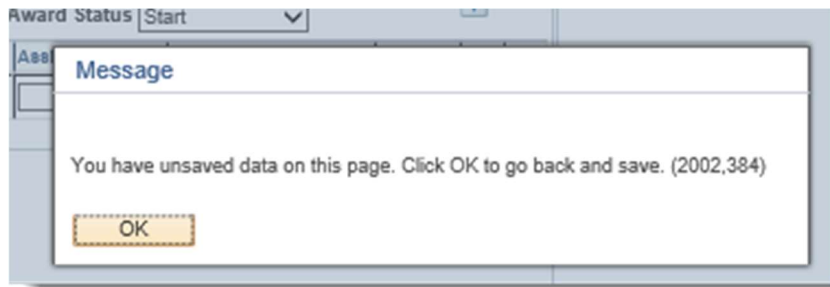 Award Status Start
Message
You have unsaved data on this page. Click OK to go back and save. (2002,384)
OK